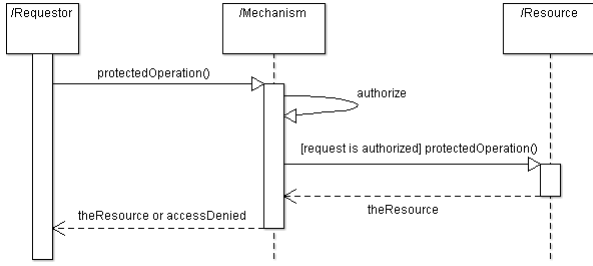 /Requestor
/Mechanism
/Resource
protectedOperation()
authorize
[request is authorized] protectedOperation()
theResource
theResource or accessDenied